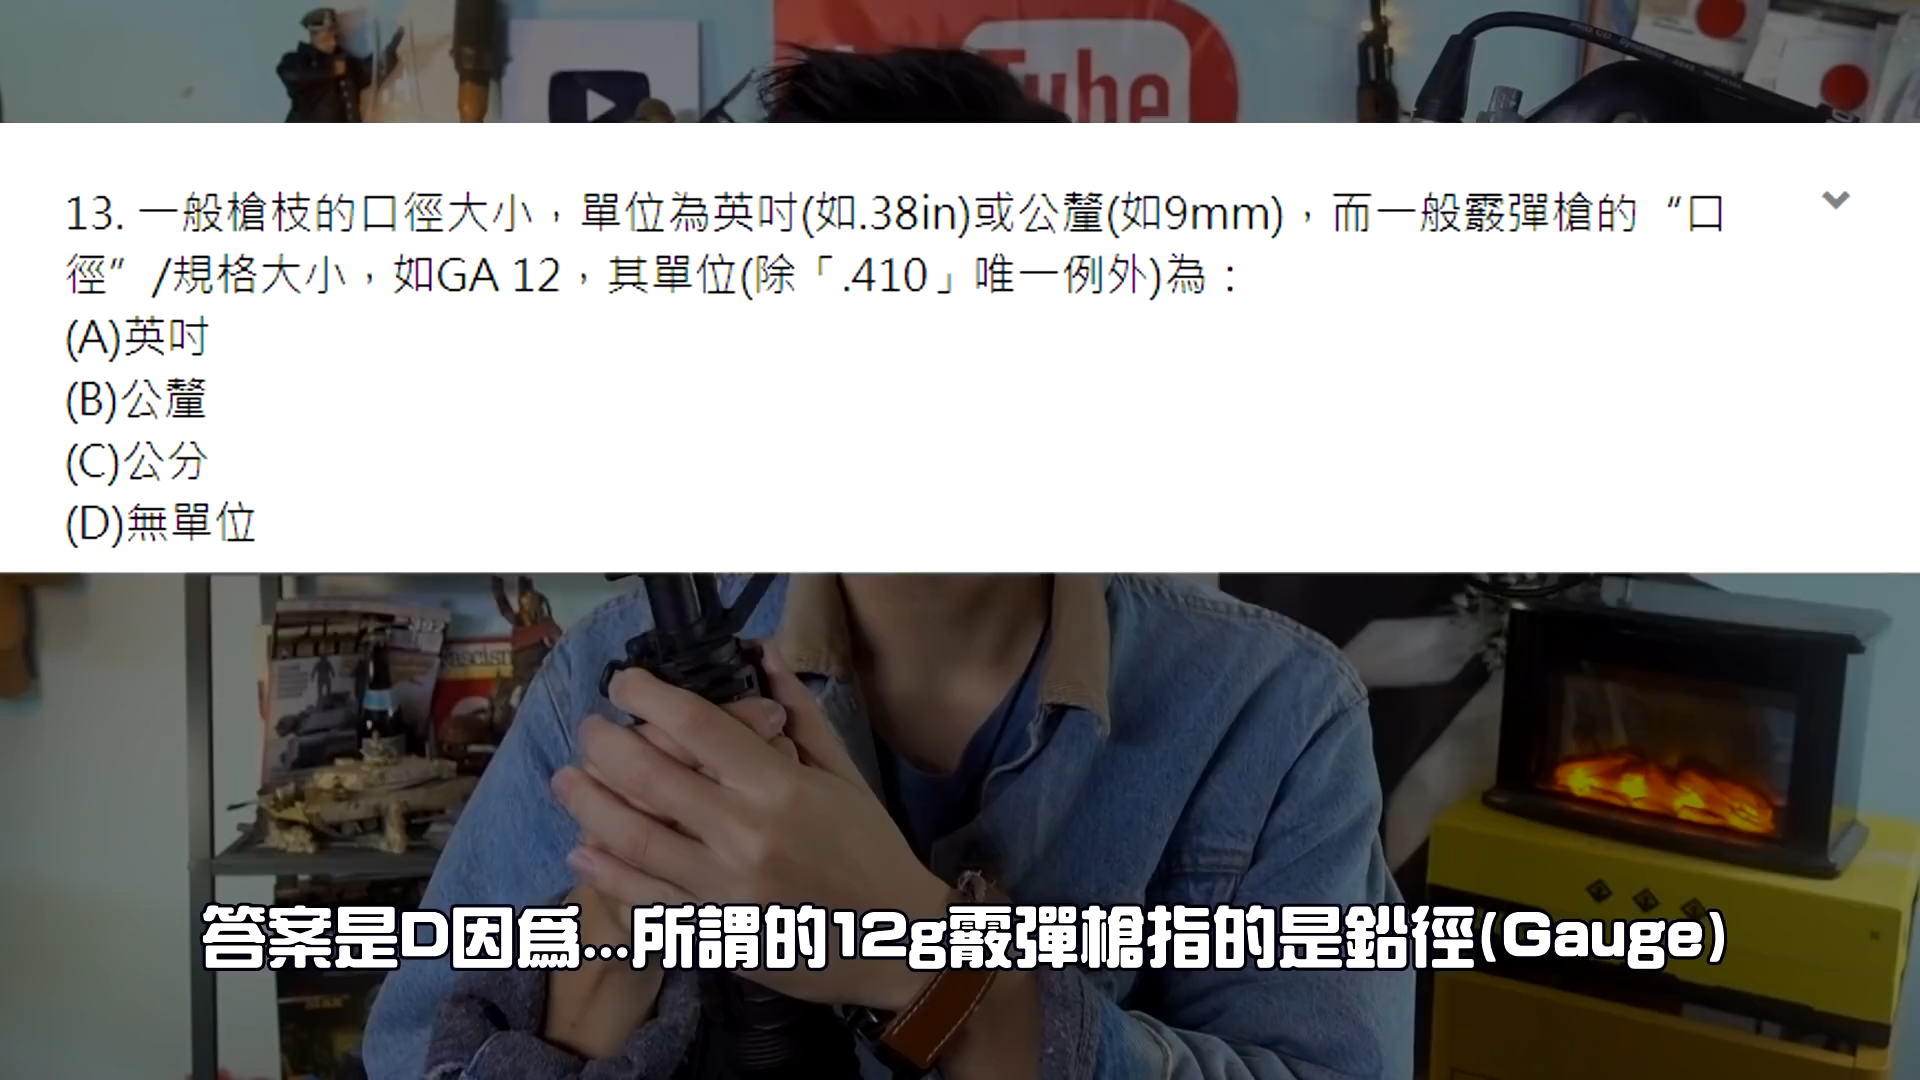 Tube
13. 一般槍枝的口徑大小，單位為英吋(如.38in)或公釐(如9mm)，而一般霰彈槍的“口
徑”/規格大小，如GA 12，其單位(除「.410」唯一例外)為：
(A)英吋
(B)公釐
(C)公分
(D)無單位
答案是D因為...所謂的12g霰彈槍指的是鉛徑(Gauge)